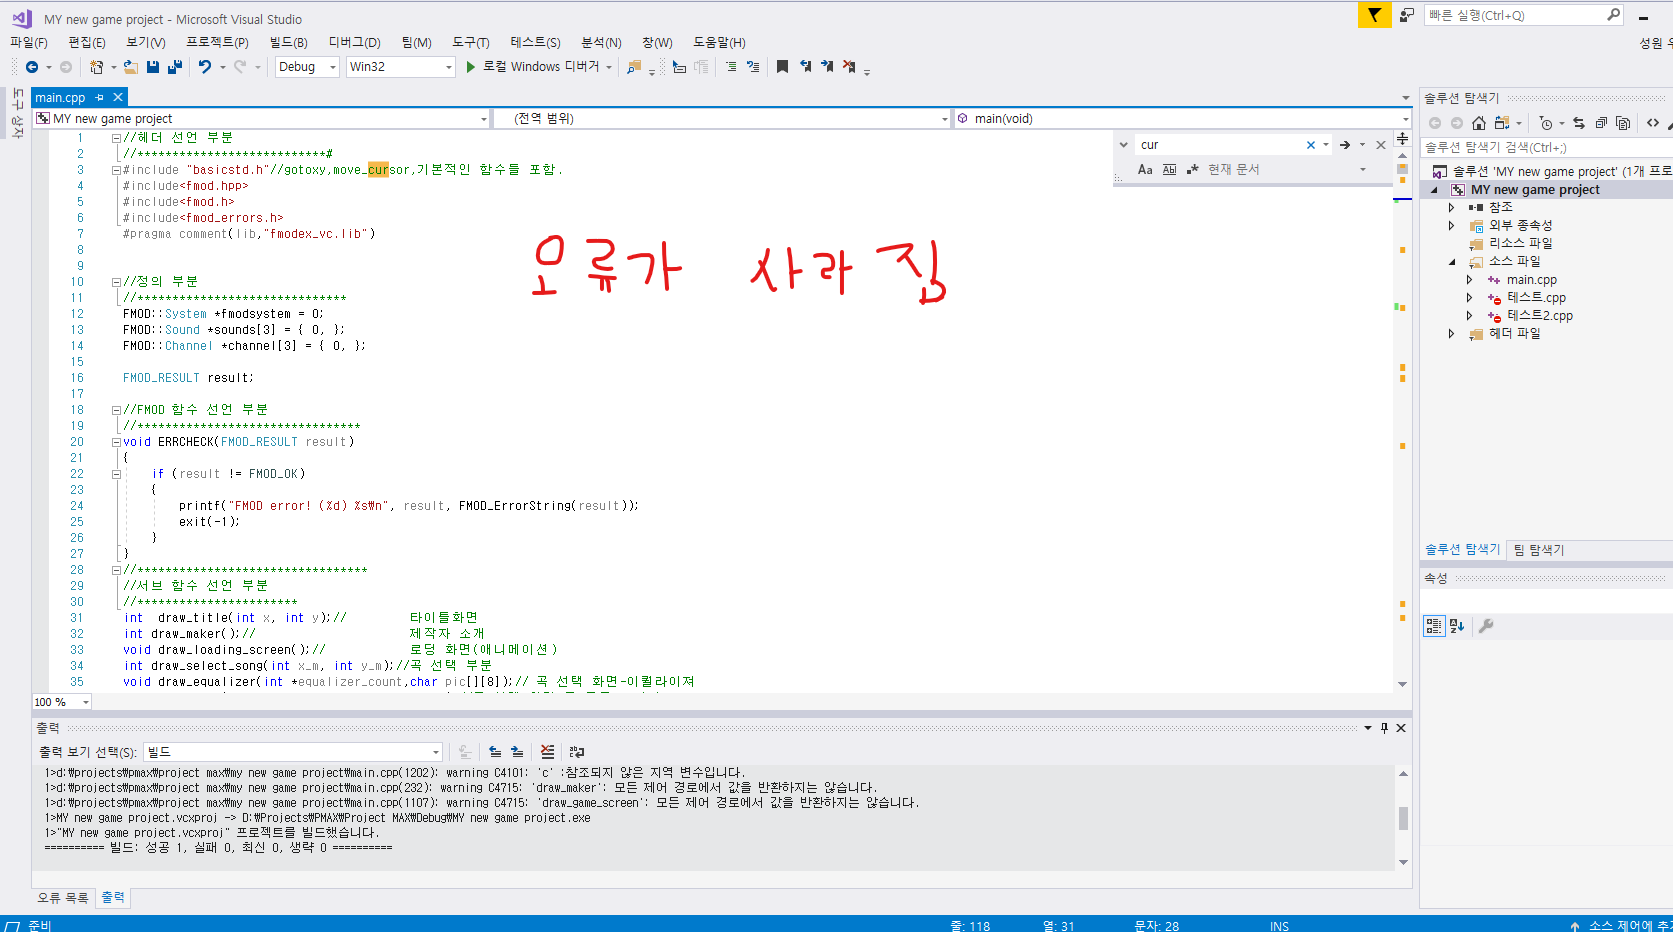 MY new game project - Microsoft Visual Studio
빠른 실행(Ctrl+Q)
파일(F) 편집(E) 보기(V) 프로젝트(P) 빌드(B) 디버그(D) 팀(M) 도구(T) 테스트(S) 분석(N) 창(W) 도움말(H)
성원
Debug Win32 로컬 Windows 디버거
도구 상자
main.cpp
MY new game project (전역 범위) main(void)
cur
Aa Ab 현재 문서
1 //헤더 선언 부분
2 //***************************#
3 #include "basicstd.h"//gotoxy,move_cursor,기본적인 함수들 포함.
4 #include<fmod.hpp>
5 #include<fmod.h>
6 #include<fmod_errors.h>
7 #pragma comment(lib,"fmodex_vc.lib")
8
9
10 //정의 부분
11 //******************************
12 FMOD::System *fmodsystem = 0;
13 FMOD::Sound *sounds[3] = { 0, };
14 FMOD::Channel *channel[3] = { 0, };
15
16 FMOD_RESULT result;
17
18 //FMOD 함수 선언 부분
19 //********************************
20 void ERRCHECK(FMOD_RESULT result)
21 {
22 if (result != FMOD_OK)
23 {
24 printf("FMOD error! (%d) %s₩n", result, FMOD_ErrorString(result));
25 exit(-1);
26 }
27 }
28 //*********************************
29 //서브 함수 선언 부분
30 //***********************
31 int draw_title(int x, int y);// 타이틀화면
32 int draw_maker();// 제작자 소개
33 void draw_loading_screen();// 로딩 화면(애니메이션)
34 int draw_select_song(int x_m, int y_m);//곡 선택 부분
35 void draw_equalizer(int *equalizer_count,char pic[][8]);// 곡 선택 화면-이퀄라이져
오류가 사라짐
100 %
솔루션 탐색기
솔루션 탐색기 검색(Ctrl+;)
솔루션 'MY new game project' (1개 프로
MY new game project
참조
외부 종속성
리소스 파일
소스 파일
main.cpp
테스트.cpp
테스트2.cpp
헤더 파일
솔루션 탐색기 팀 탐색기
속성
출력
출력 보기 선택(S): 빌드
1>d:₩projects₩pmax₩project max₩my new game project₩main.cpp(1202): warning C4101: 'c' :참조되지 않은 지역 변수입니다.
1>d:₩projects₩pmax₩project max₩my new game project₩main.cpp(232): warning C4715: 'draw_maker': 모든 제어 경로에서 값을 반환하지는 않습니다.
1>d:₩projects₩pmax₩project max₩my new game project₩main.cpp(1107): warning C4715: 'draw_game_screen': 모든 제어 경로에서 값을 반환하지는 않습니다.
1>MY new game project.vcxproj -> D:₩Projects₩PMAX₩Project MAX₩Debug₩MY new game project.exe
1>"MY new game project.vcxproj" 프로젝트를 빌드했습니다.
========== 빌드: 성공 1, 실패 0, 최신 0, 생략 0 ==========
오류 목록 출력
준비 줄: 118 열: 31 문자: 28 INS 소스 제어에 추가